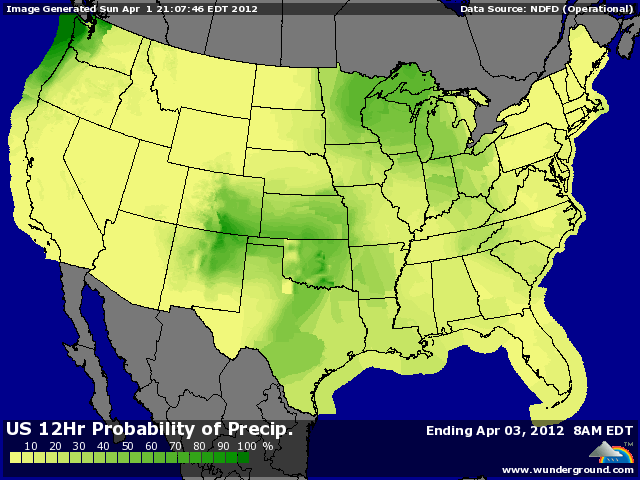 Image Generated Sun Apr 1 21:07:46 EDT 2012 Data Source: NDFD (Operational)
US 12Hr Probability of Precip.
10 20 30 40 50 60 70 80 90 100 %
Ending Apr 03, 2012 8AM EDT
TM
www.wunderground.com